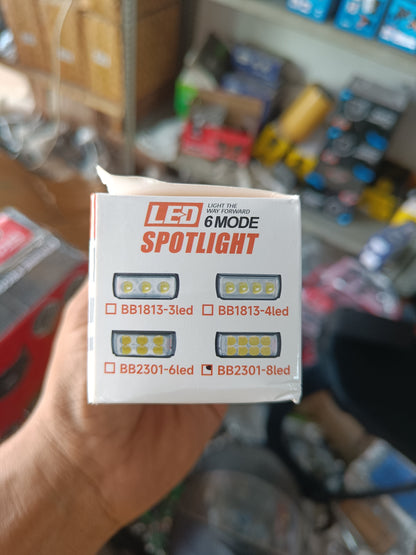 LED
LIGHT THE
WAY FORWARD
6 MODE
SPOTLIGHT
BB1813-3led
BB1813-4led
BB2301-6led
BB2301-8led